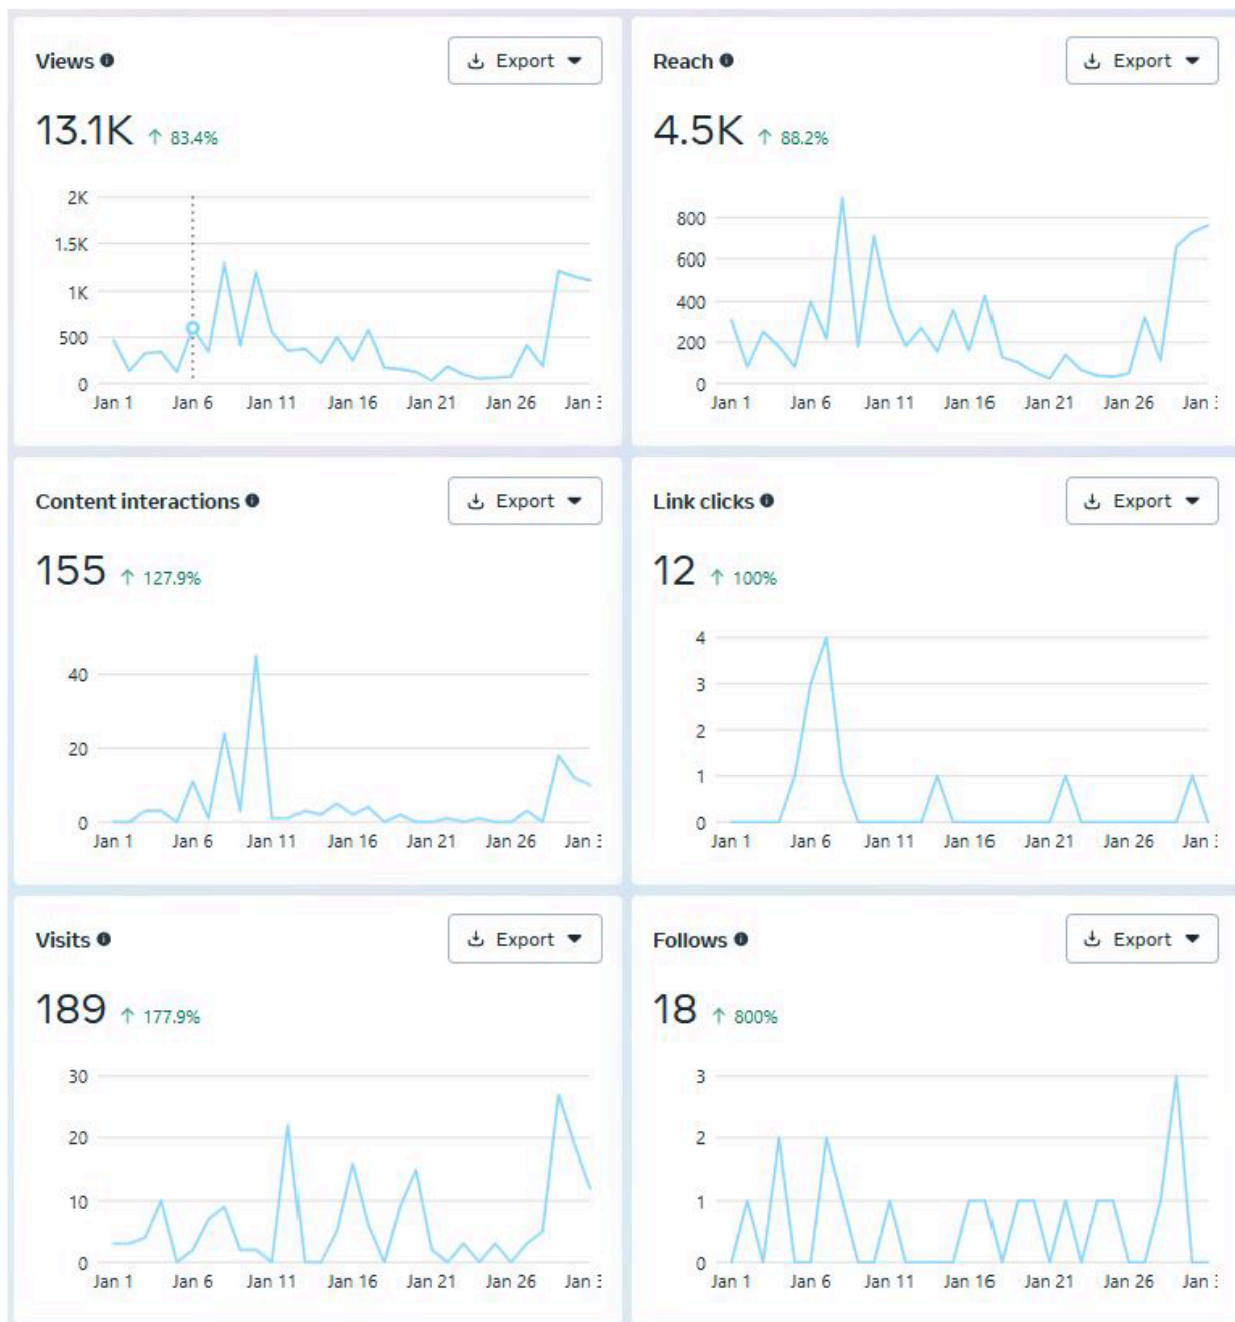 Views
Export
13.1K ↑ 83.4%
2K
1.5K
1K
500
0
Jan 1 Jan 6 Jan 11 Jan 16 Jan 21 Jan 26 Jan
Reach
Export
4.5K ↑ 88.2%
800
600
400
200
0
Jan 1 Jan 6 Jan 11 Jan 16 Jan 21 Jan 26 Jan
Content interactions
Export
155 ↑ 127.9%
40
20
0
Jan 1 Jan 6 Jan 11 Jan 16 Jan 21 Jan 26 Jan
Link clicks
Export
12 ↑ 100%
4
3
2
1
0
Jan 1 Jan 6 Jan 11 Jan 16 Jan 21 Jan 26 Jan
Visits
Export
189 ↑ 177.9%
30
20
10
0
Jan 1 Jan 6 Jan 11 Jan 16 Jan 21 Jan 26 Jan
Follows
Export
18 ↑ 800%
3
2
1
0
Jan 1 Jan 6 Jan 11 Jan 16 Jan 21 Jan 26 Jan